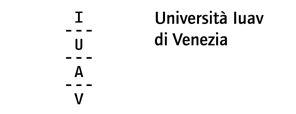 I
---
U
---
A
---
V
Università Iuav
di Venezia